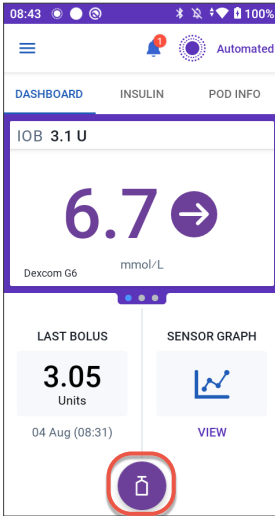 08:43 100%
1
Automated
DASHBOARD INSULIN POD INFO
IOB 3.1 U
6.7
mmol/L
Dexcom G6
LAST BOLUS SENSOR GRAPH
3.05
Units
04 Aug (08:31) VIEW